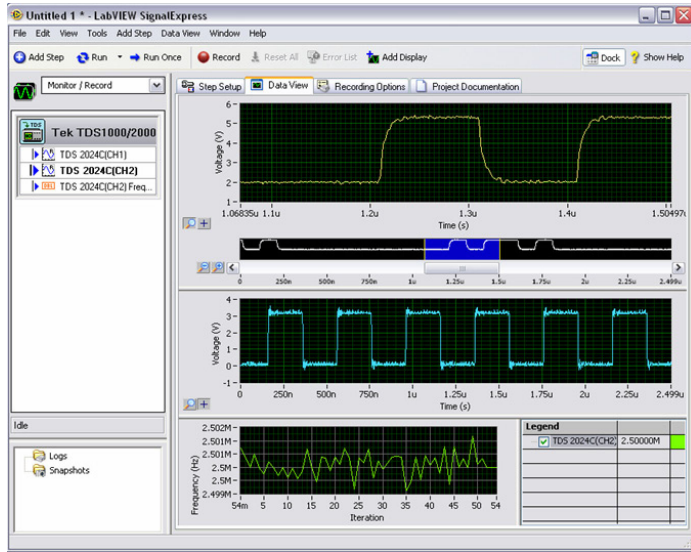 Untitled 1 * - LabVIEW SignalExpress
File Edit View Tools Add Step Data View Window Help
Add Step Run Run Once Record Reset All Error List Add Display Dock Show Help
Monitor / Record
Step Setup Data View Recording Options Project Documentation
TDS
Tek TDS1000/2000
TDS 2024C(CH1)
TDS 2024C(CH2)
TDS 2024C(CH2) Freq...
Voltage (V)
6
5
4
3
2
1
1.06835u 1.1u 1.2u 1.3u 1.4u 1.50497u
Time (s)
0 250n 500n 750n 1u 1.25u 1.5u 1.75u 2u 2.25u 2.499u
Voltage (V)
4
3
2
1
0
-1
0 250n 500n 750n 1u 1.25u 1.5u 1.75u 2u 2.25u 2.499u
Time (s)
Idle
Logs
Snapshots
Frequency (Hz)
2.502M
2.501M
2.501M
2.5M
2.5M
2.499M
54m 5 10 15 20 25 30 35 40 45 50 54
Iteration
Legend
TDS 2024C(CH2) 2.50000M